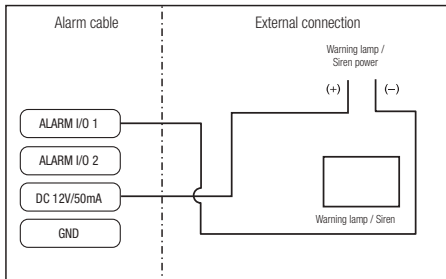 Alarm cable
External connection
Warning lamp /
Siren power
(+)
(−)
ALARM I/O 1
ALARM I/O 2
DC 12V/50mA
GND
Warning lamp / Siren